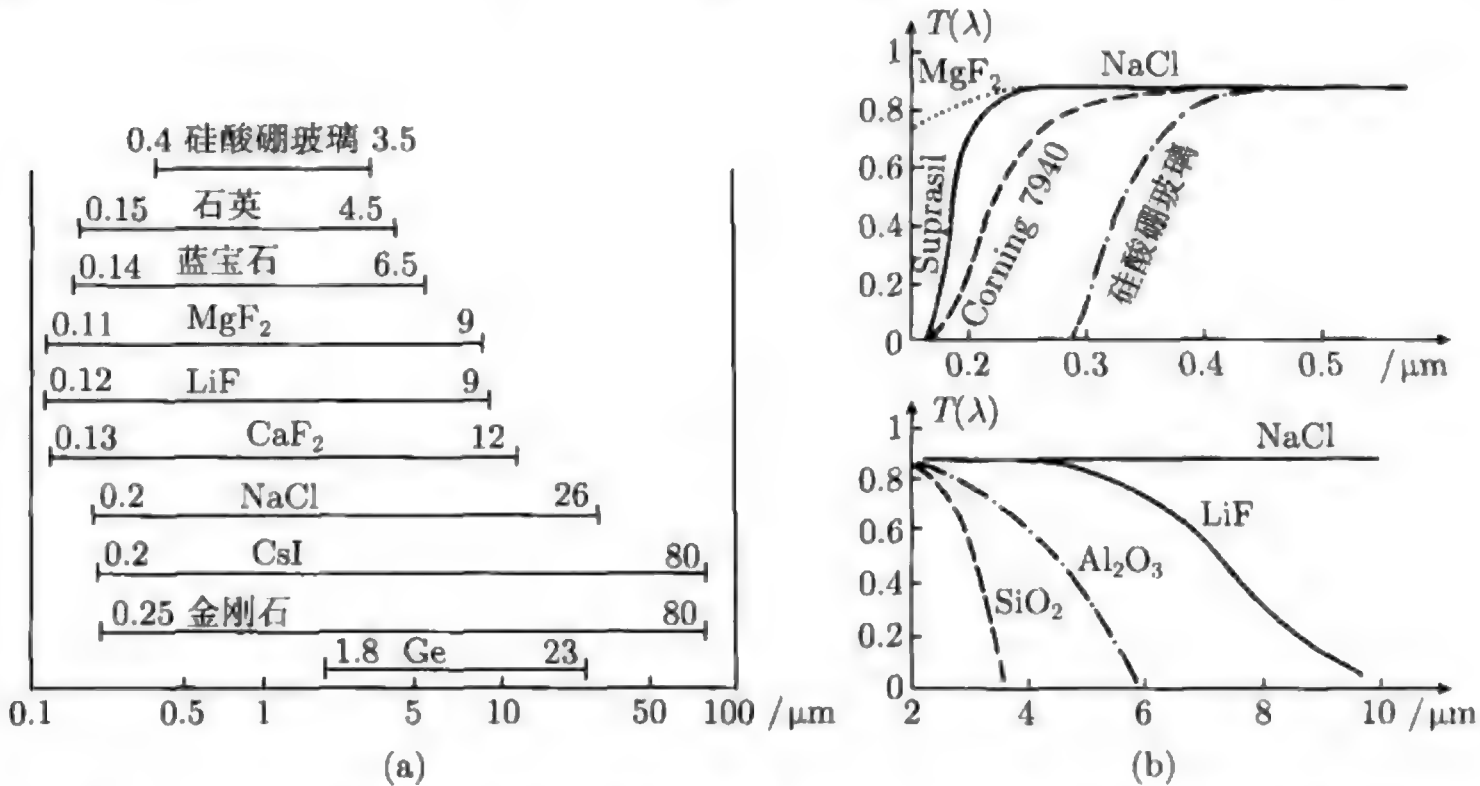 0.4 硅酸硼玻璃 3.5
0.15 石英 4.5
0.14 蓝宝石 6.5
0.11 MgF₂ 9
0.12 LiF 9
0.13 CaF₂ 12
0.2 NaCl 26
0.2 CsI 80
0.25 金刚石 80
1.8 Ge 23
0.1 0.5 1 5 10 50 100 /μm
(a)
T(λ)
1
MgF₂ NaCl
0.8
0.6
0.4
0.2
0
Suprasil
Corning 7940
硅酸硼玻璃
0.2 0.3 0.4 0.5 /μm
T(λ)
1
NaCl
0.8
0.6
LiF
0.4
Al₂O₃
SiO₂
0.2
0
2 4 6 8 10 /μm
(b)